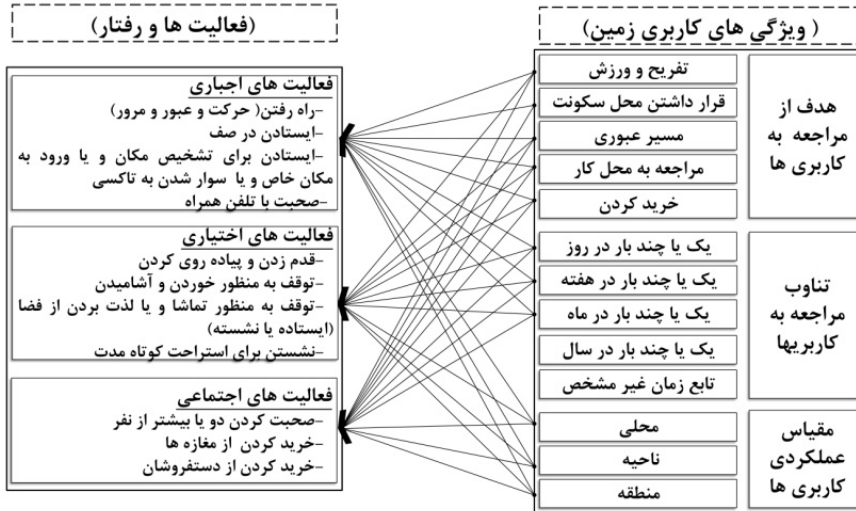 ( ویژگی های کاربری زمین)
هدف از
مراجعه به
کاربری ها
تفریح و ورزش
قرار داشتن محل سکونت
مسیر عبوری
مراجعه به محل کار
خرید کردن
تناوب
مراجعه به
کاربریها
یک یا چند بار در روز
یک یا چند بار در هفته
یک یا چند بار در ماه
یک یا چند بار در سال
تابع زمان غیر مشخص
مقیاس
عملکردی
کاربری ها
محلی
ناحیه
منطقه
(فعالیت ها و رفتار)
فعالیت های اجباری
-راه رفتن( حرکت و عبور و مرور)
-ایستادن در صف
-ایستادن برای تشخیص مکان و یا ورود به
مکان خاص و یا سوار شدن به تاکسی
-صحبت با تلفن همراه
فعالیت های اختیاری
-قدم زدن و پیاده روی کردن
-توقف به منظور خوردن و آشامیدن
-توقف به منظور تماشا و یا لذت بردن از فضا
(ایستاده یا نشسته)
-نشستن برای استراحت کوتاه مدت
فعالیت های اجتماعی
-صحبت کردن دو یا بیشتر از نفر
-خرید کردن از مغازه ها
-خرید کردن از دستفروشان